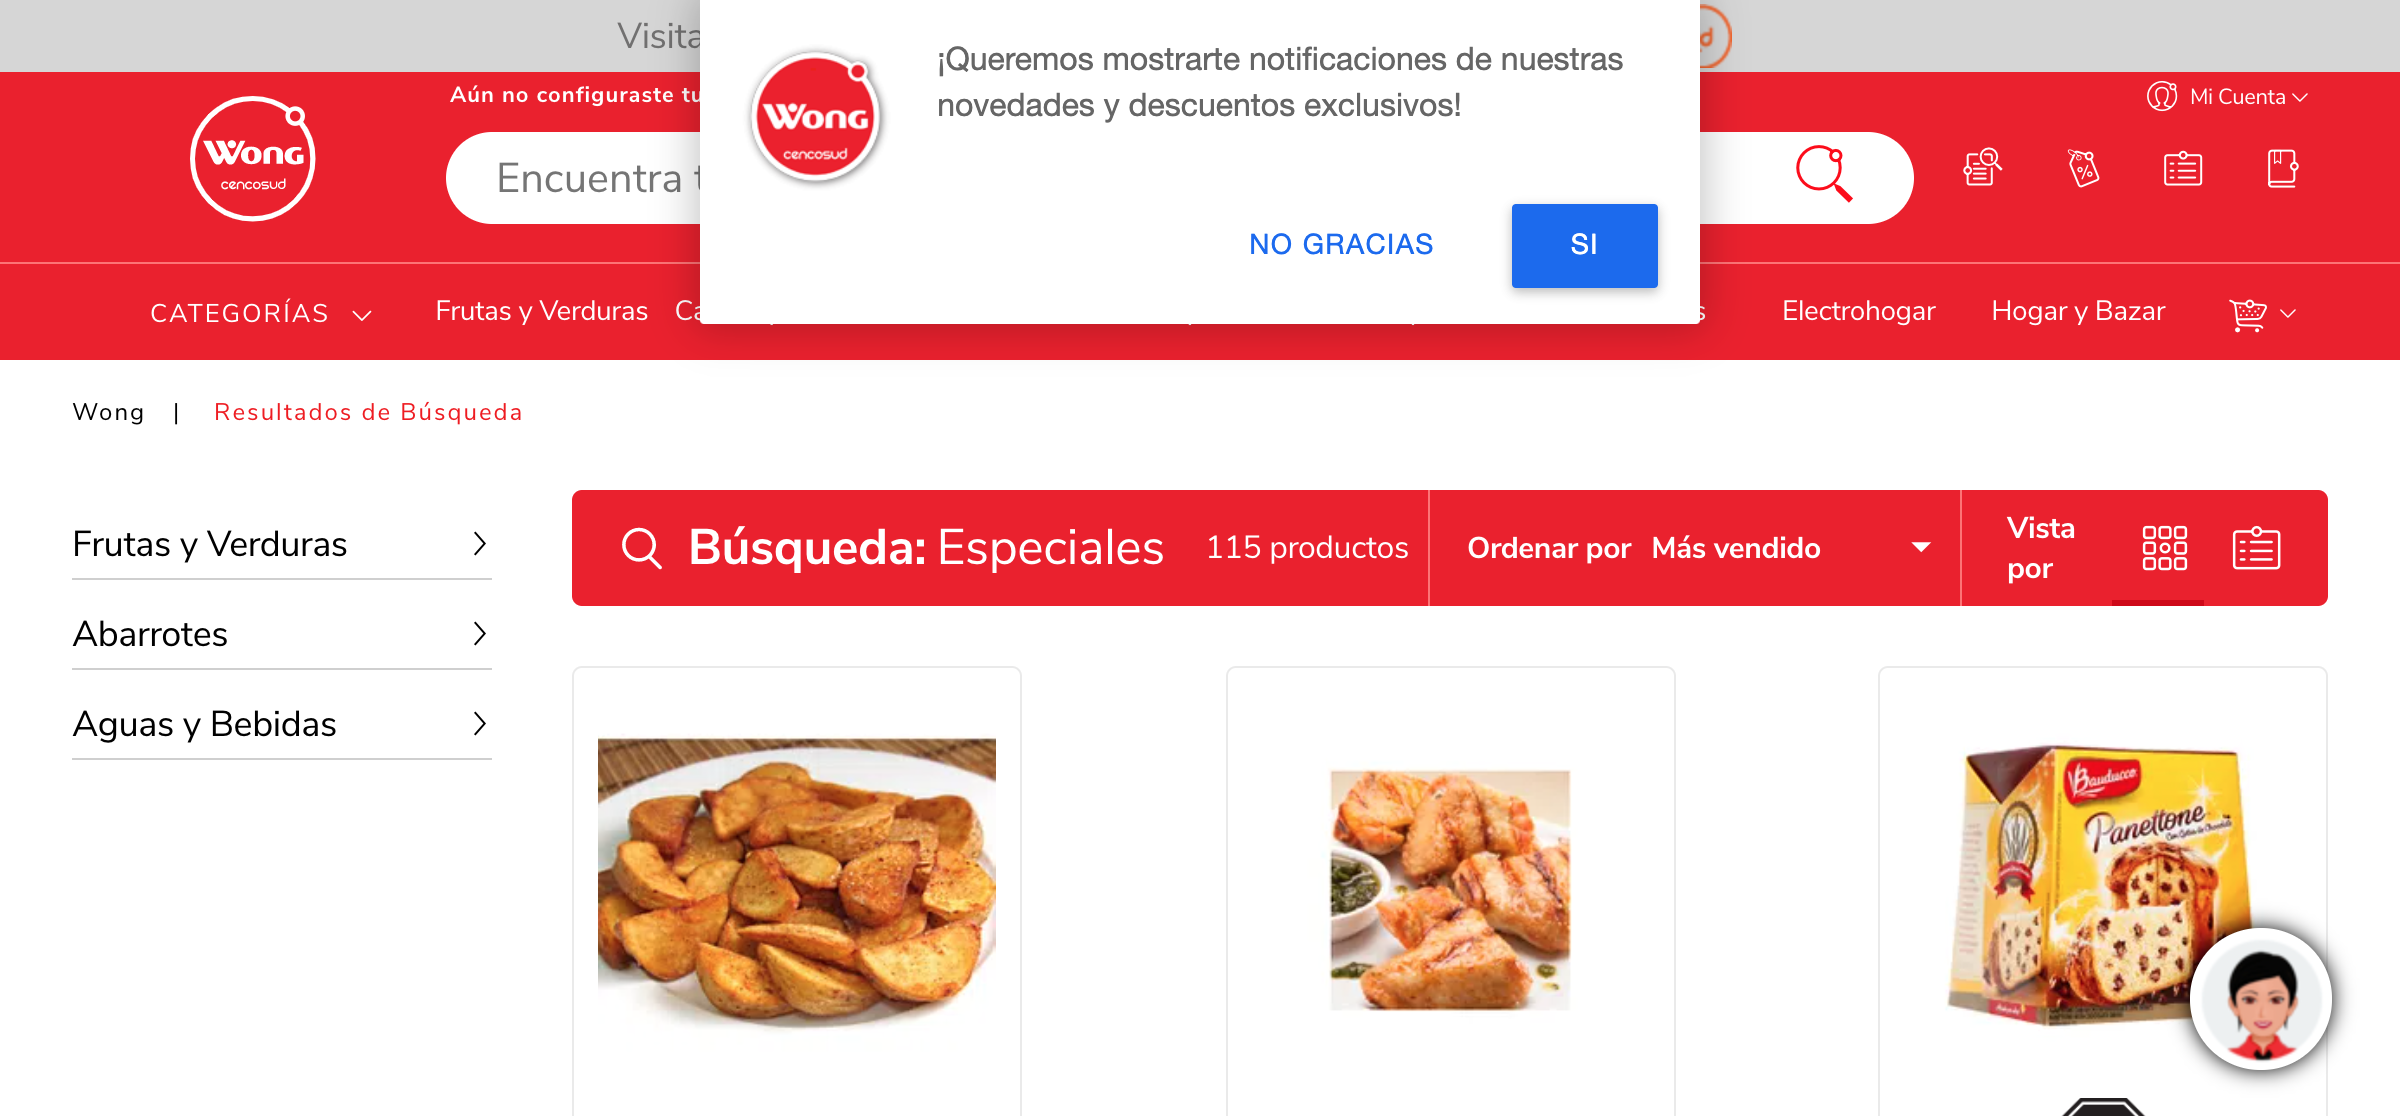 Visita
¡Queremos mostrarte notificaciones de nuestras
novedades y descuentos exclusivos!
Wong
cencosud
NO GRACIAS
SI
Aún no configuraste tu
Mi Cuenta
Wong
cencosud
Encuentra
CATEGORÍAS
Frutas y Verduras
Electrohogar
Hogar y Bazar
Wong | Resultados de Búsqueda
Frutas y Verduras
Abarrotes
Aguas y Bebidas
Búsqueda: Especiales
115 productos
Ordenar por Más vendido
Vista
por
Bauducco
Panettone